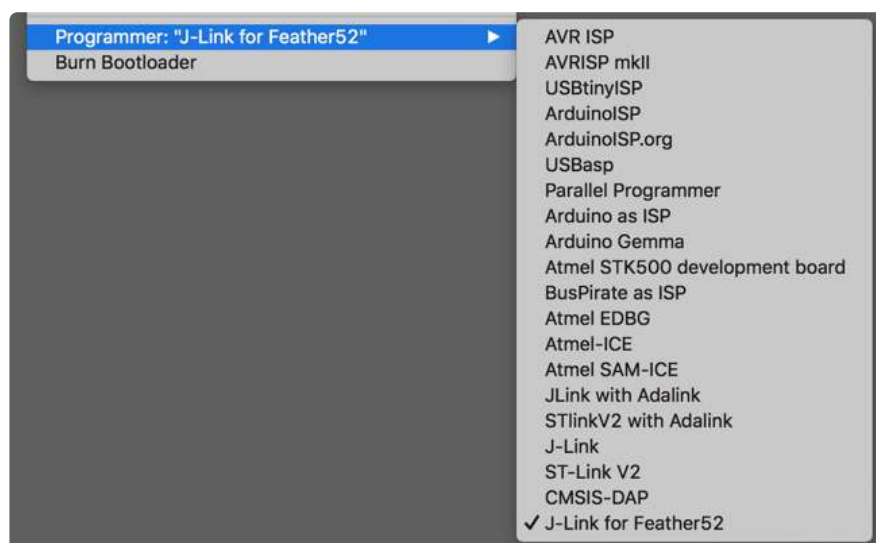 Programmer: "J-Link for Feather52"
Burn Bootloader
AVR ISP
AVRISP mkII
USBtinyISP
ArduinoISP
ArduinoISP.org
USBasp
Parallel Programmer
Arduino as ISP
Arduino Gemma
Atmel STK500 development board
BusPirate as ISP
Atmel EDBG
Atmel-ICE
Atmel SAM-ICE
JLink with Adalink
STlinkV2 with Adalink
J-Link
ST-Link V2
CMSIS-DAP
✓ J-Link for Feather52